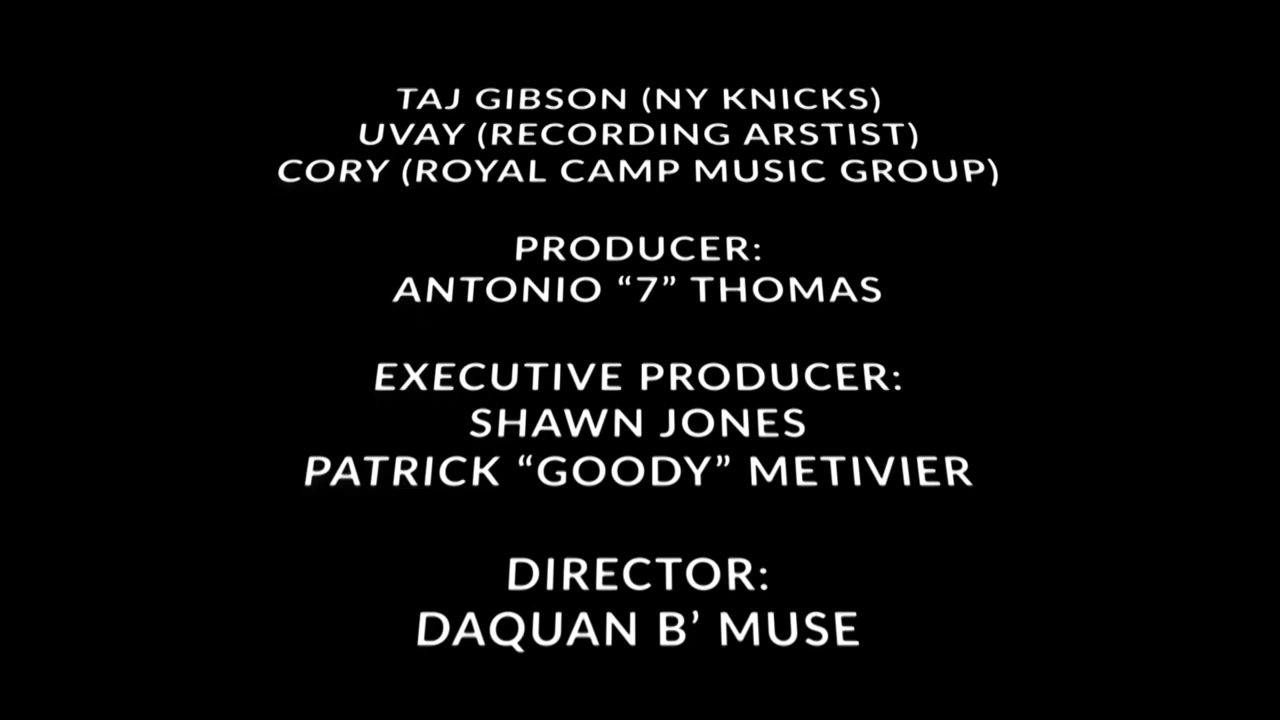 TAJ GIBSON (NY KNICKS)
UVAY (RECORDING ARSTIST)
CORY (ROYAL CAMP MUSIC GROUP)
PRODUCER:
ANTONIO “7” THOMAS
EXECUTIVE PRODUCER:
SHAWN JONES
PATRICK “GOODY” METIVIER
DIRECTOR:
DAQUAN B’ MUSE